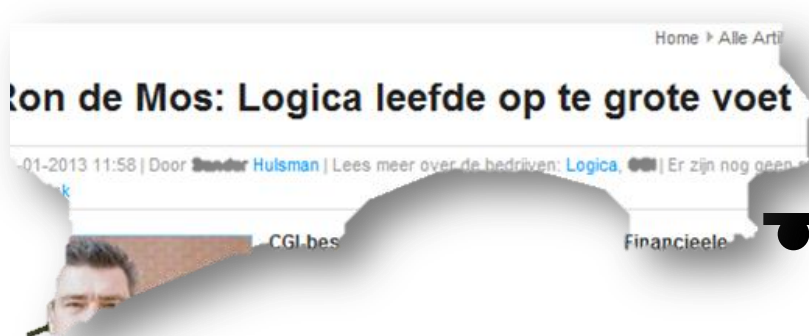 Home Alle Arti
Ron de Mos: Logica leefde op te grote voet
-01-2013 11:58 | Door Hulsman | Lees meer over de bedrijven: Logica, | Er zijn nog geen
k
CGI-bes Financieele